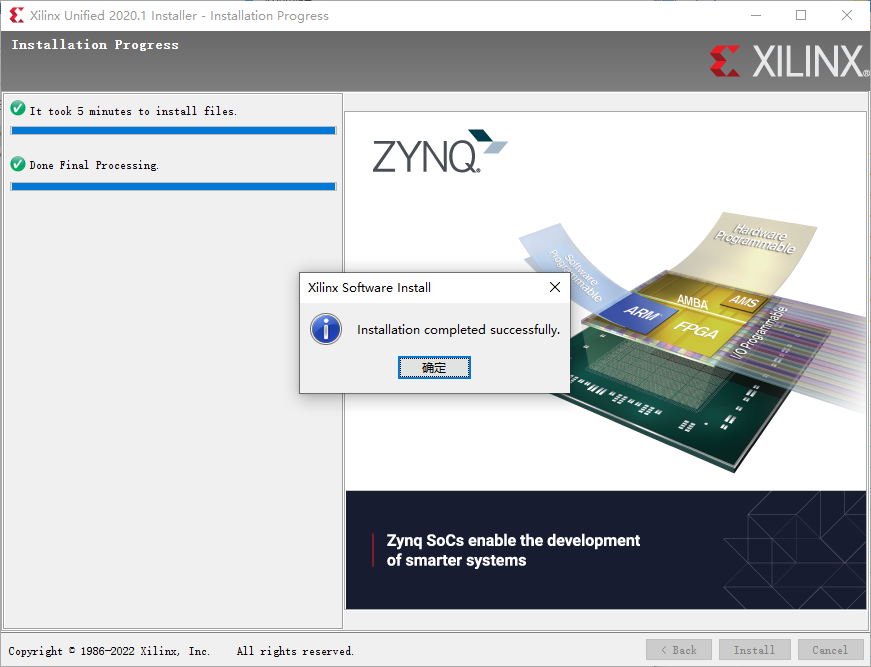 Xilinx Unified 2020.1 Installer - Installation Progress
Installation Progress
XILINX®
It took 5 minutes to install files.
Done Final Processing.
ZYNQ®
Hardware
Programmable
Software
Programmable
AMBA
AMS
ARM
FPGA
I/O Programmable
Xilinx Software Install
Installation completed successfully.
确定
Zynq SoCs enable the development
of smarter systems
Copyright © 1986-2022 Xilinx, Inc. All rights reserved.
< Back
Install
Cancel